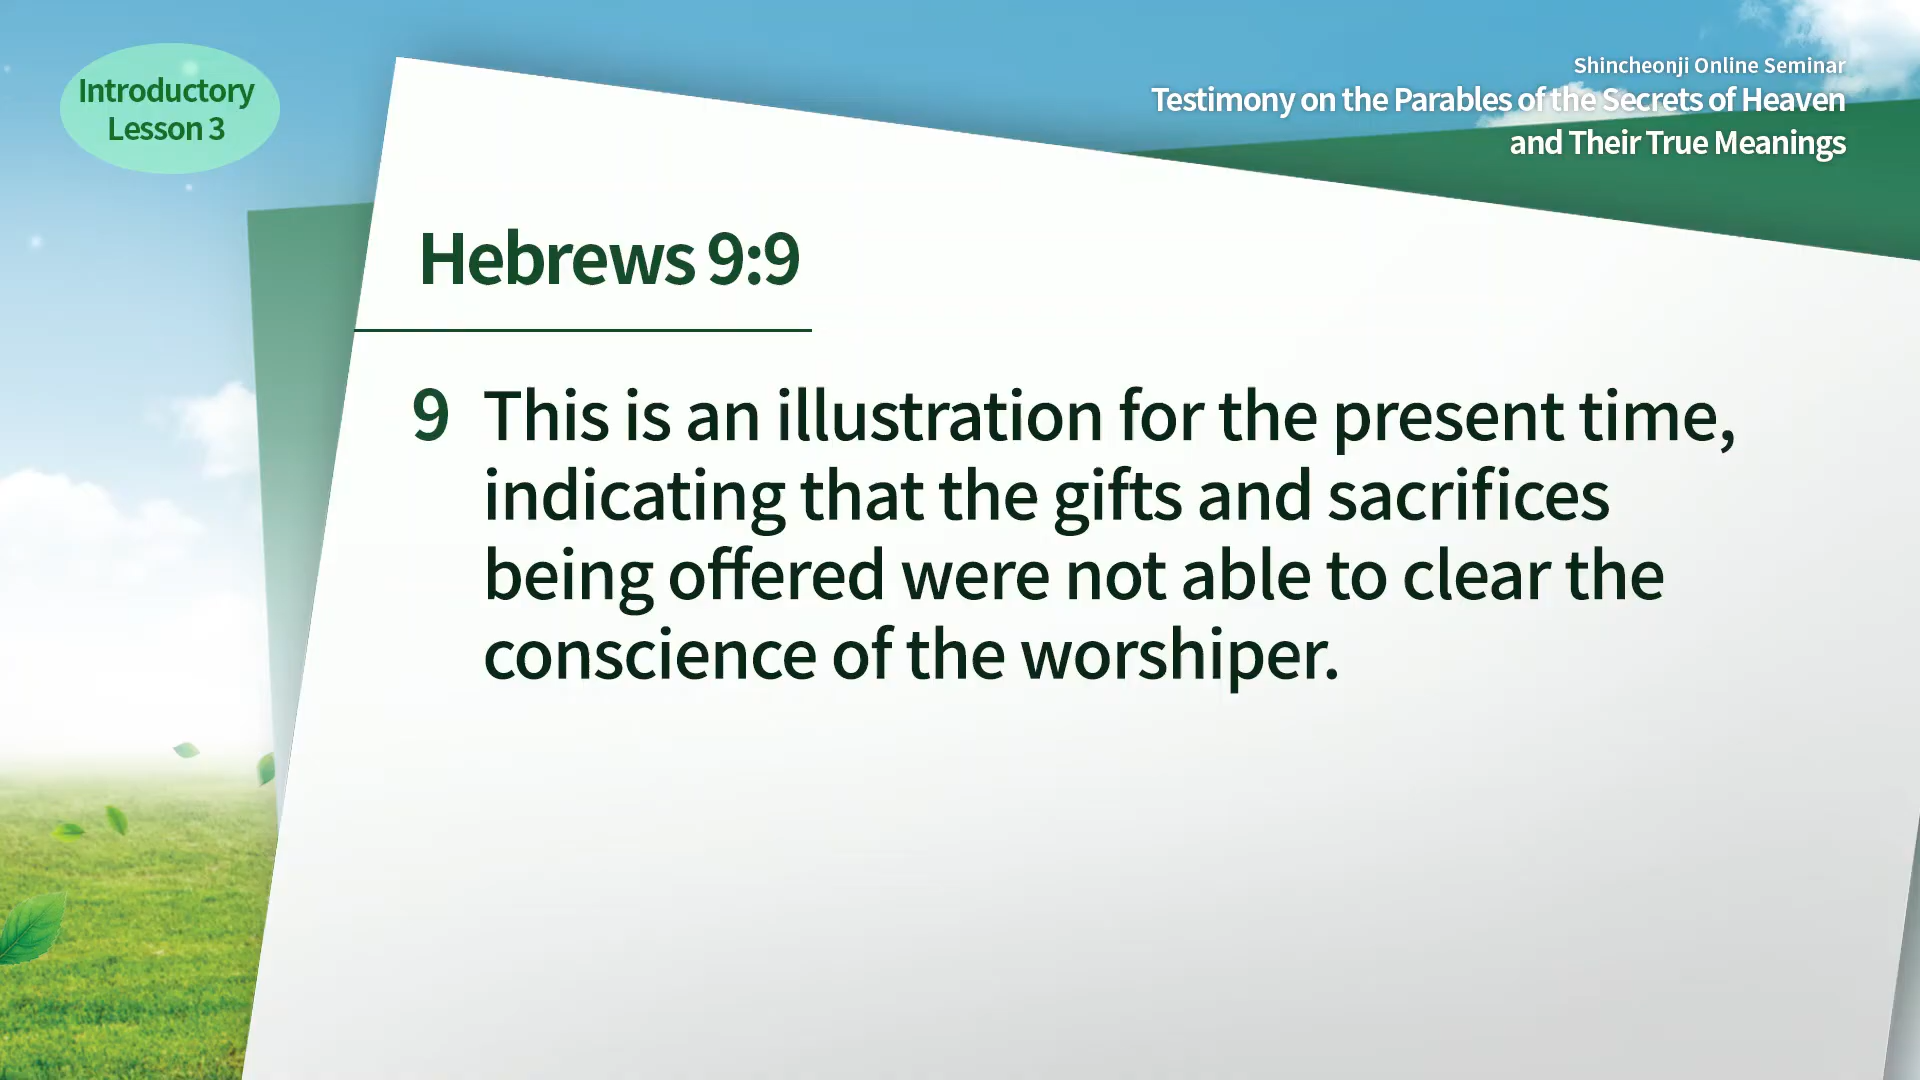 Introductory
Lesson 3
Shincheonji Online Seminar
Testimony on the Parables of the Secrets of Heaven
and Their True Meanings
Hebrews 9:9
9 This is an illustration for the present time,
indicating that the gifts and sacrifices
being offered were not able to clear the
conscience of the worshiper.